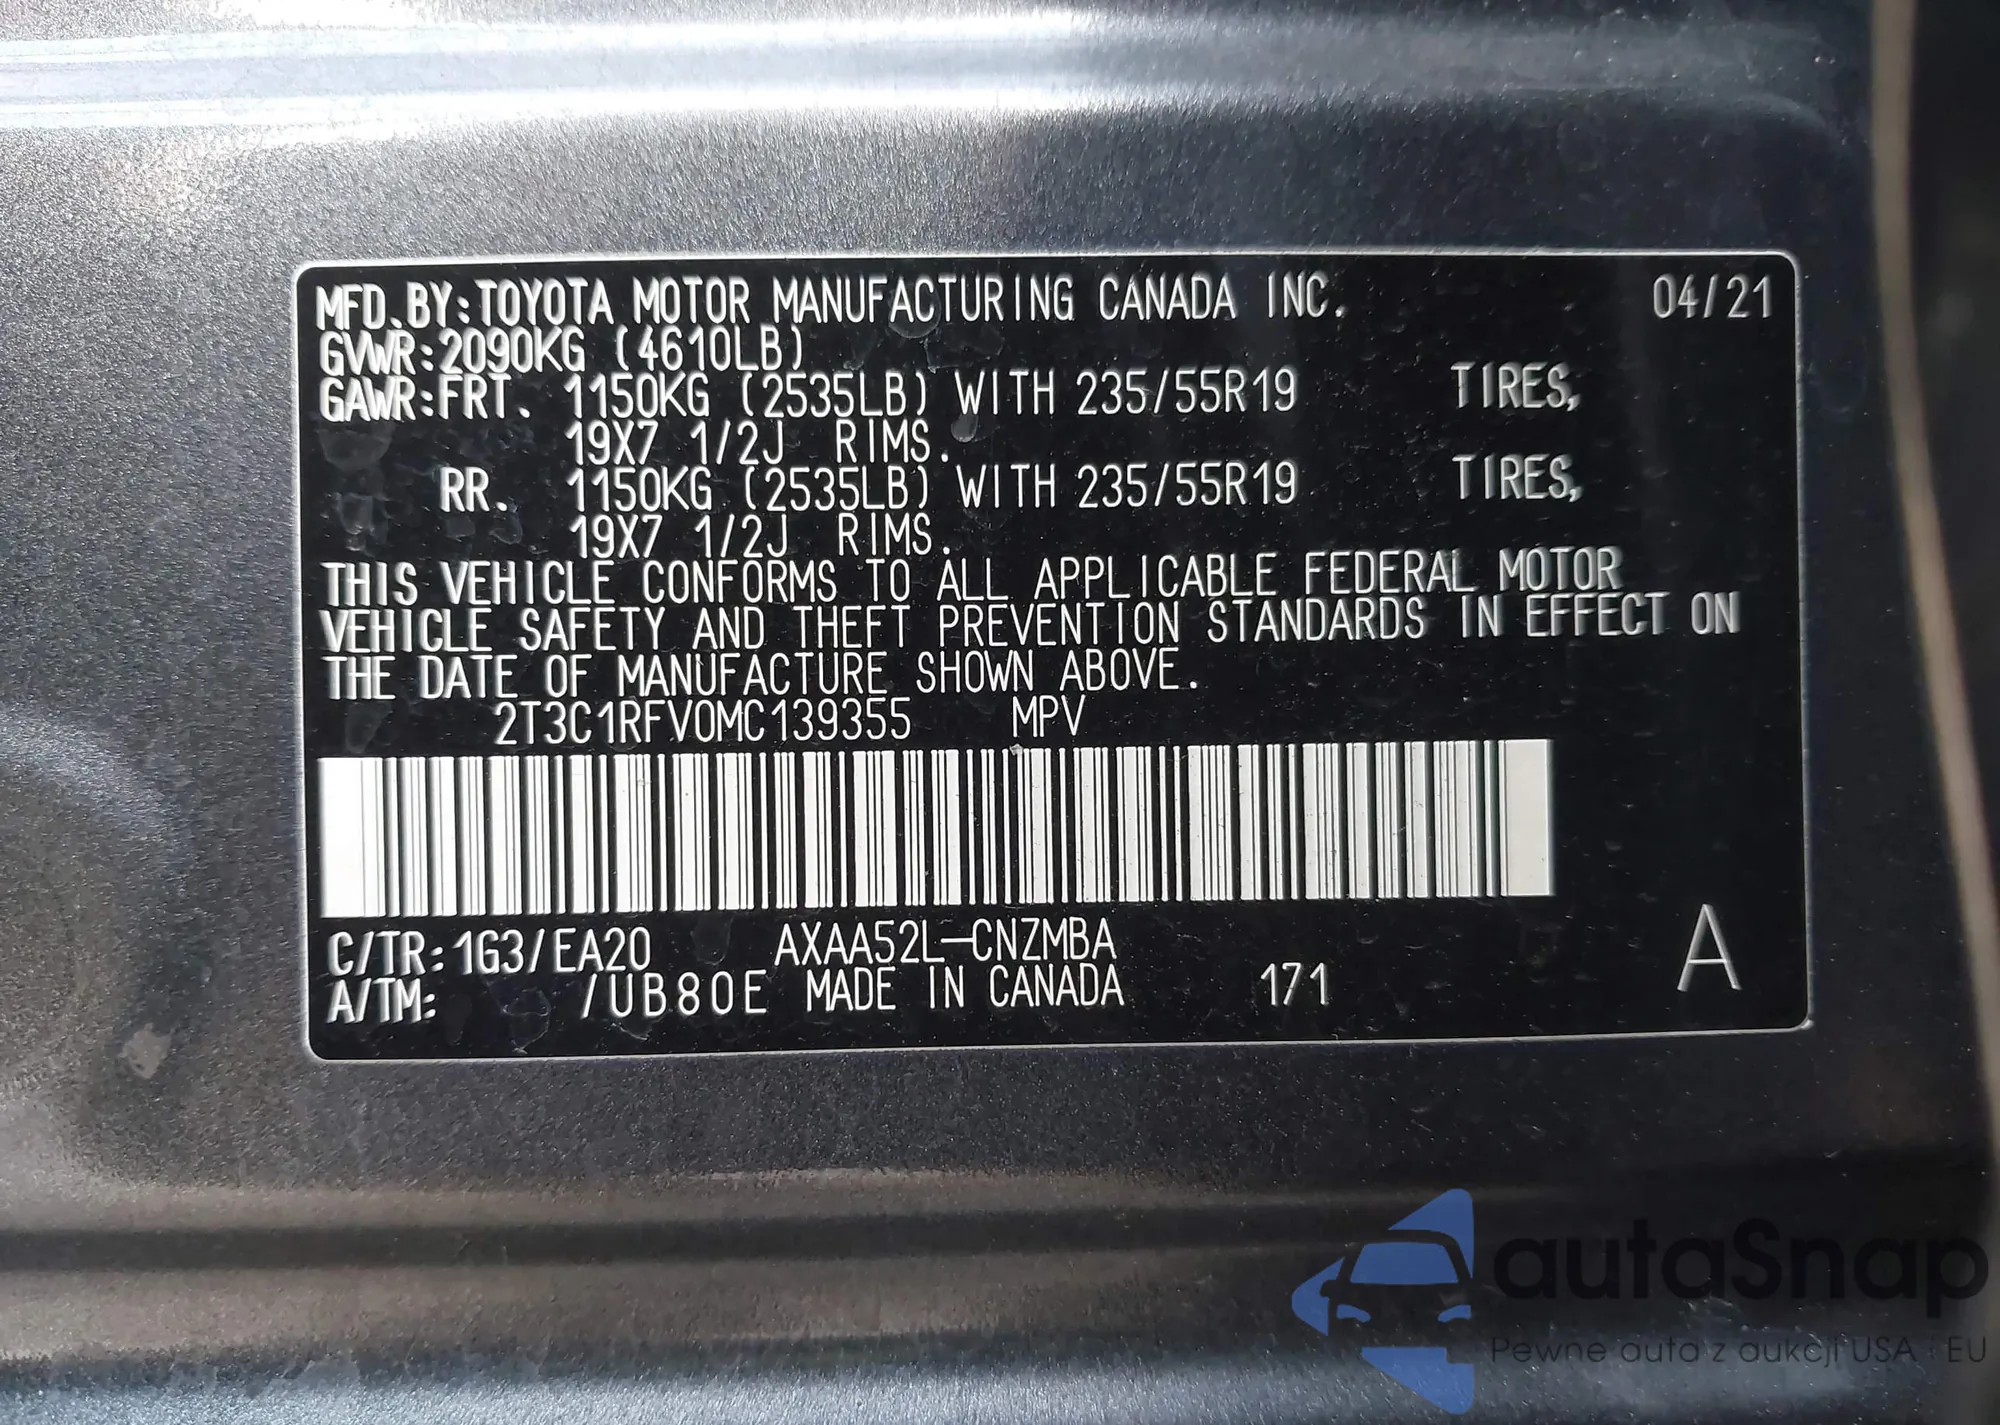 MFD. BY: TOYOTA MOTOR MANUFACTURING CANADA INC. 04/21
GVWR: 2090KG (4610LB)
GAWR: FRT. 1150KG (2535LB) WITH 235/55R19 TIRES,
19X7 1/2J RIMS.
RR. 1150KG (2535LB) WITH 235/55R19 TIRES,
19X7 1/2J RIMS.
THIS VEHICLE CONFORMS TO ALL APPLICABLE FEDERAL MOTOR
VEHICLE SAFETY AND THEFT PREVENTION STANDARDS IN EFFECT ON
THE DATE OF MANUFACTURE SHOWN ABOVE.
2T3C1RFV0MC139355 MPV
C/TR: 1G3/EA20 AXAA52L-CNZMBA
A/TM: /UB80E MADE IN CANADA 171 A
autaSnap
Pewne auta z aukcji USA i EU